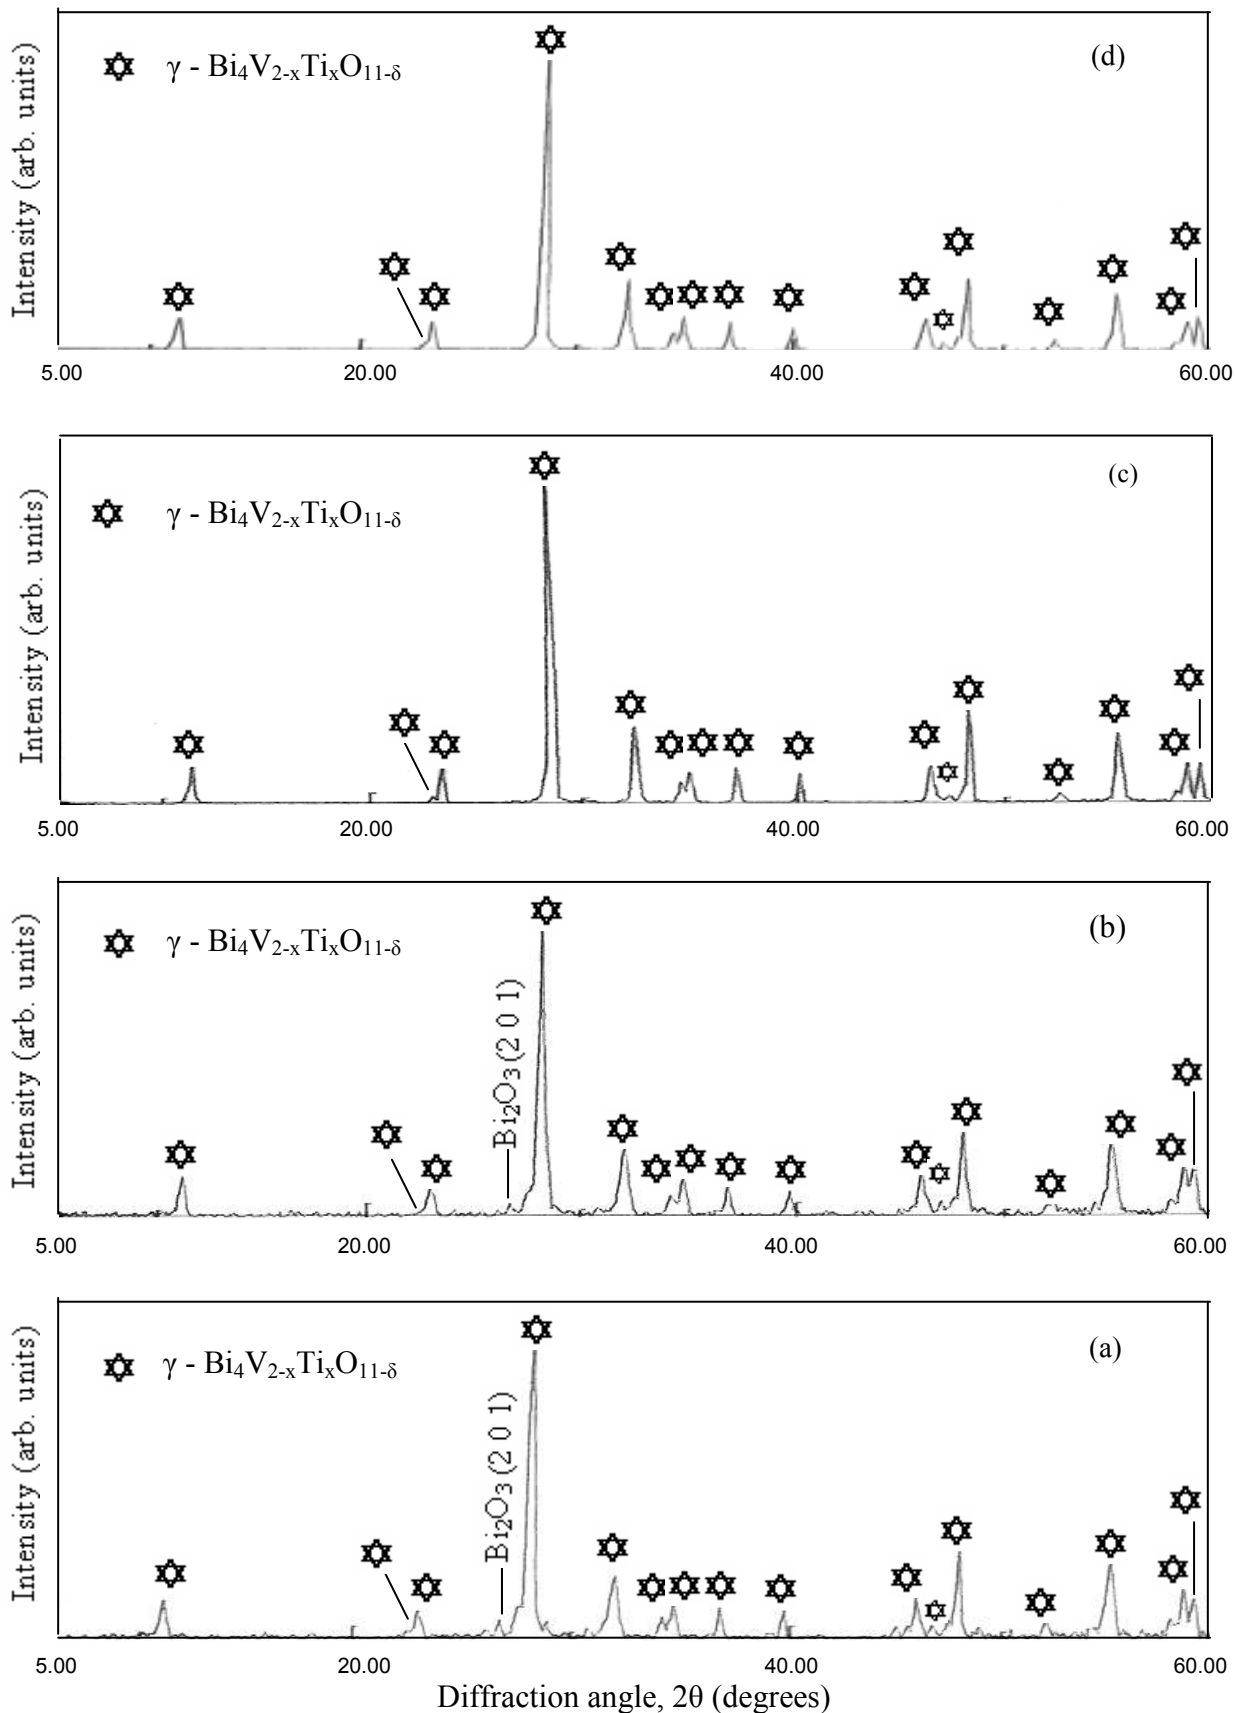 Intensity (arb. units)
γ - Bi₄V₂₋ₓTiₓO₁₁₋δ
(d)
5.00 20.00 40.00 60.00
Intensity (arb. units)
γ - Bi₄V₂₋ₓTiₓO₁₁₋δ
(c)
5.00 20.00 40.00 60.00
Intensity (arb. units)
γ - Bi₄V₂₋ₓTiₓO₁₁₋δ
(b)
Bi₂O₃ (2 0 1)
5.00 20.00 40.00 60.00
Intensity (arb. units)
γ - Bi₄V₂₋ₓTiₓO₁₁₋δ
(a)
Bi₂O₃ (2 0 1)
5.00 20.00 40.00 60.00
Diffraction angle, 2θ (degrees)